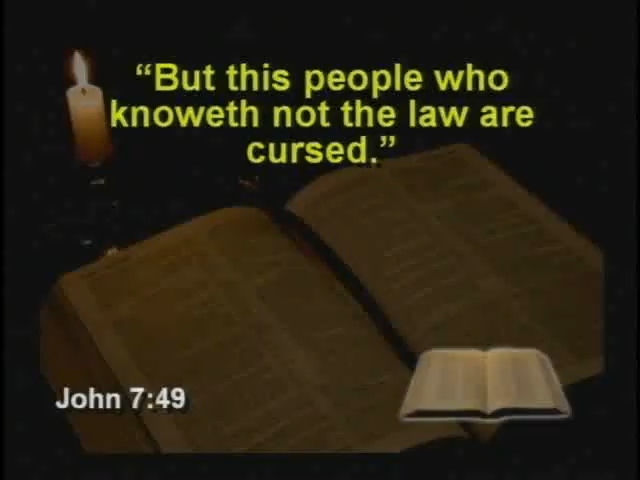 “But this people who
knoweth not the law are
cursed.”
John 7:49